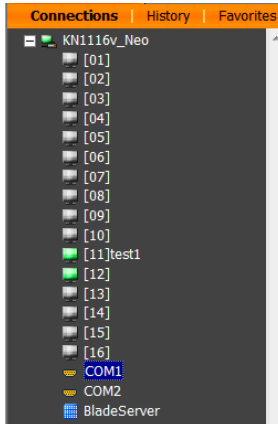 Connections | History | Favorites
KN1116v_Neo
[01]
[02]
[03]
[04]
[05]
[06]
[07]
[08]
[09]
[10]
[11]test1
[12]
[13]
[14]
[15]
[16]
COM1
COM2
BladeServer